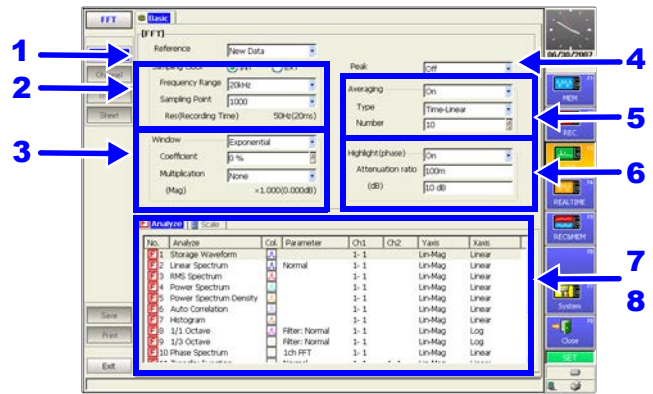 FFT
Basic
[FFT]
1
Reference
New Data
Peak
Off
4
06/30/2007
2
Frequency Range
20kHz
Sampling Point
1000
Res(Recording Time)
50Hz(20ms)
Averaging
On
Type
Time-Linear
Number
10
5
MEM
REC
Sheet
3
Window
Exponential
Coefficient
0 %
Multiplication
None
(Mag)
×1.000(0.000dB)
Highlight(phase)
On
Attenuation ratio
100m
(dB)
10 dB
6
REALTIME
REC&MEM
Analyze
Scale
No. Analyze Col. Parameter Ch1 Ch2 Yaxis Xaxis
F 1 Storage Waveform 1- 1 Lin-Mag Linear
F 2 Linear Spectrum Normal 1- 1 Lin-Mag Linear
F 3 RMS Spectrum 1- 1 Lin-Mag Linear
F 4 Power Spectrum 1- 1 Lin-Mag Linear
F 5 Power Spectrum Density 1- 1 Lin-Mag Linear
F 6 Auto Correlation 1- 1 Lin-Mag Linear
F 7 Histogram 1- 1 Lin-Mag Linear
F 8 1/1 Octave Filter: Normal 1- 1 Lin-Mag Log
F 9 1/3 Octave Filter: Normal 1- 1 Lin-Mag Log
F 10 Phase Spectrum 1ch FFT 1- 1 Lin-Mag Linear
7
8
System
Close
SET
Save
Print
Exit